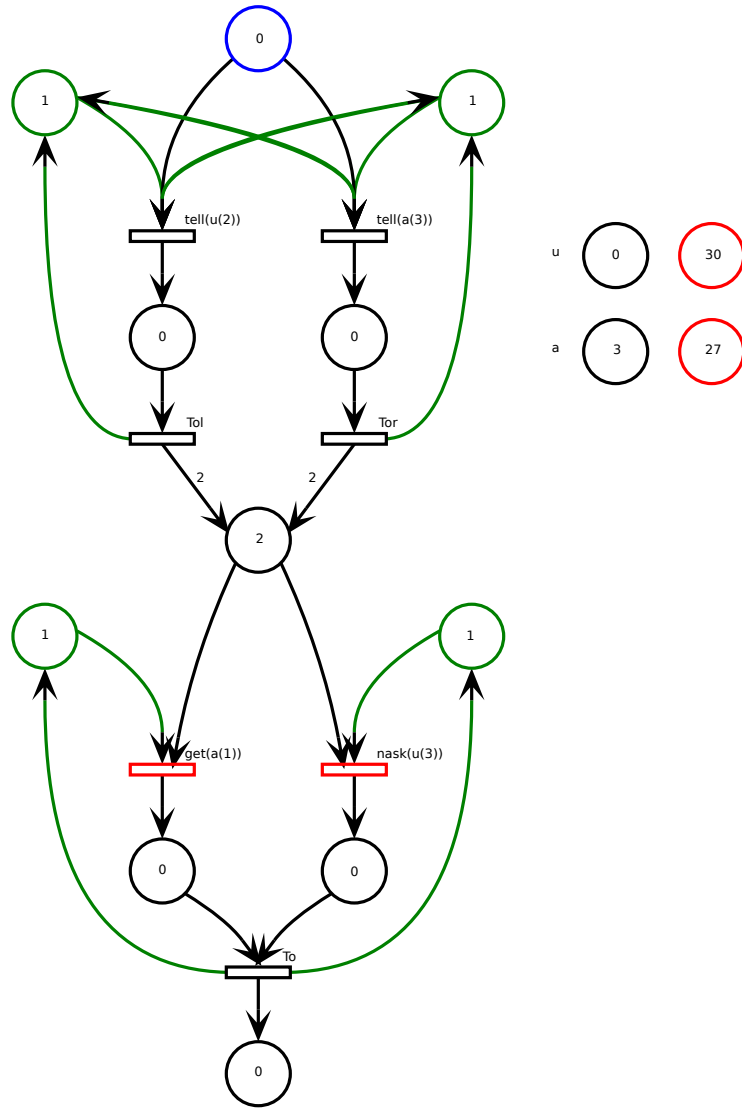 0
1 1
tell(u(2)) tell(a(3))
u 0 30
0 0
a 3 27
Tol Tor
2 2
2
1 1
get(a(1)) nask(u(3))
0 0
To
0